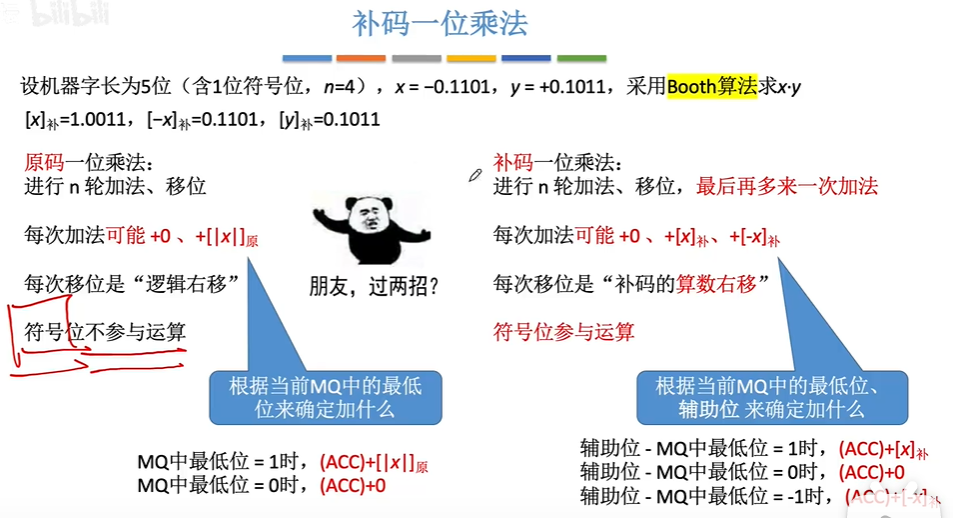 bilibili
补码一位乘法
设机器字长为5位（含1位符号位，n=4），x = −0.1101，y = +0.1011，采用Booth算法求x·y
[x]补=1.0011，[−x]补=0.1101，[y]补=0.1011
原码一位乘法：
进行 n 轮加法、移位
每次加法可能 +0 、+[|x|]原
每次移位是“逻辑右移”
符号位不参与运算
根据当前MQ中的最低
位来确定加什么
MQ中最低位 = 1时，(ACC)+[|x|]原
MQ中最低位 = 0时，(ACC)+0
朋友，过两招？
补码一位乘法：
进行 n 轮加法、移位，最后再多来一次加法
每次加法可能 +0 、+[x]补、+[-x]补
每次移位是“补码的算数右移”
符号位参与运算
根据当前MQ中的最低位、
辅助位 来确定加什么
辅助位 - MQ中最低位 = 1时，(ACC)+[x]补
辅助位 - MQ中最低位 = 0时，(ACC)+0
辅助位 - MQ中最低位 = -1时，(ACC)+[-x]补